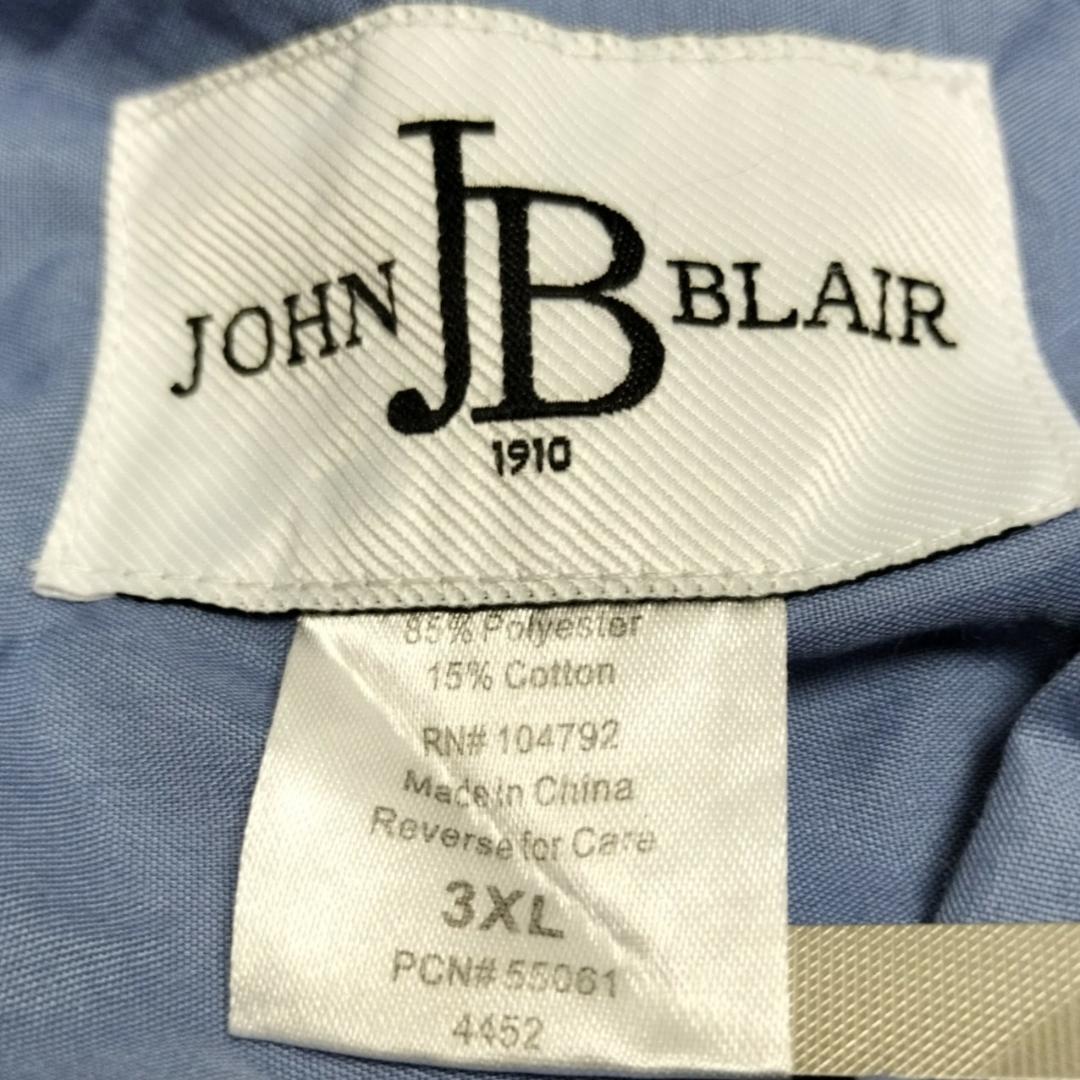 JOHN JB BLAIR
1910
85% Polyester
15% Cotton
RN# 104792
Made in China
Reverse for Care
3XL
PCN# 55061
4452